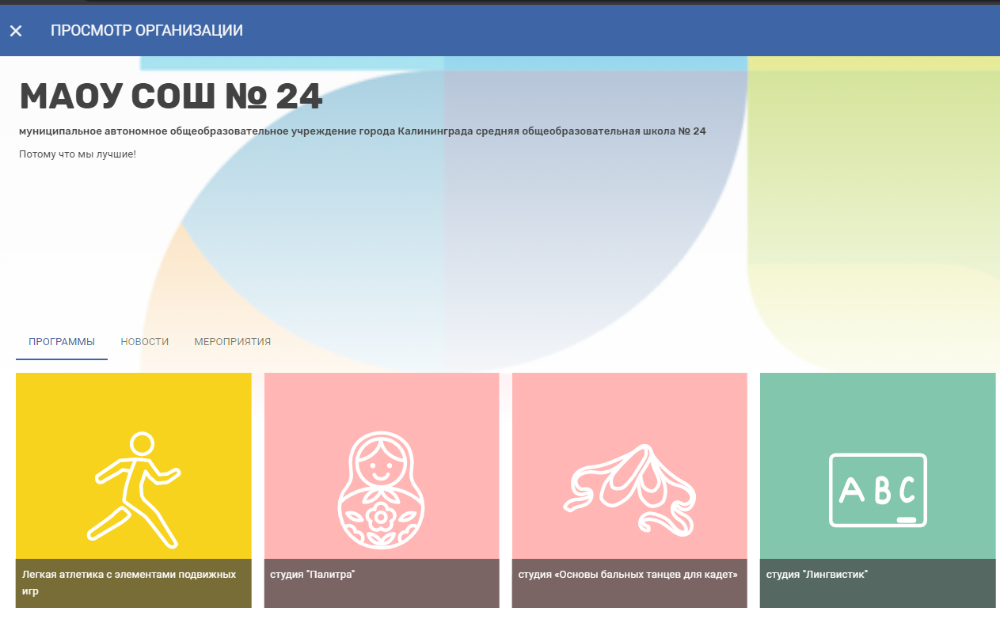 ПРОСМОТР ОРГАНИЗАЦИИ
МАОУ СОШ № 24
муниципальное автономное общеобразовательное учреждение города Калининграда средняя общеобразовательная школа № 24
Потому что мы лучшие!
ПРОГРАММЫ НОВОСТИ МЕРОПРИЯТИЯ
A B C
Легкая атлетика с элементами подвижных
игр
студия "Палитра"
студия «Основы бальных танцев для кадет»
студия "Лингвистик"